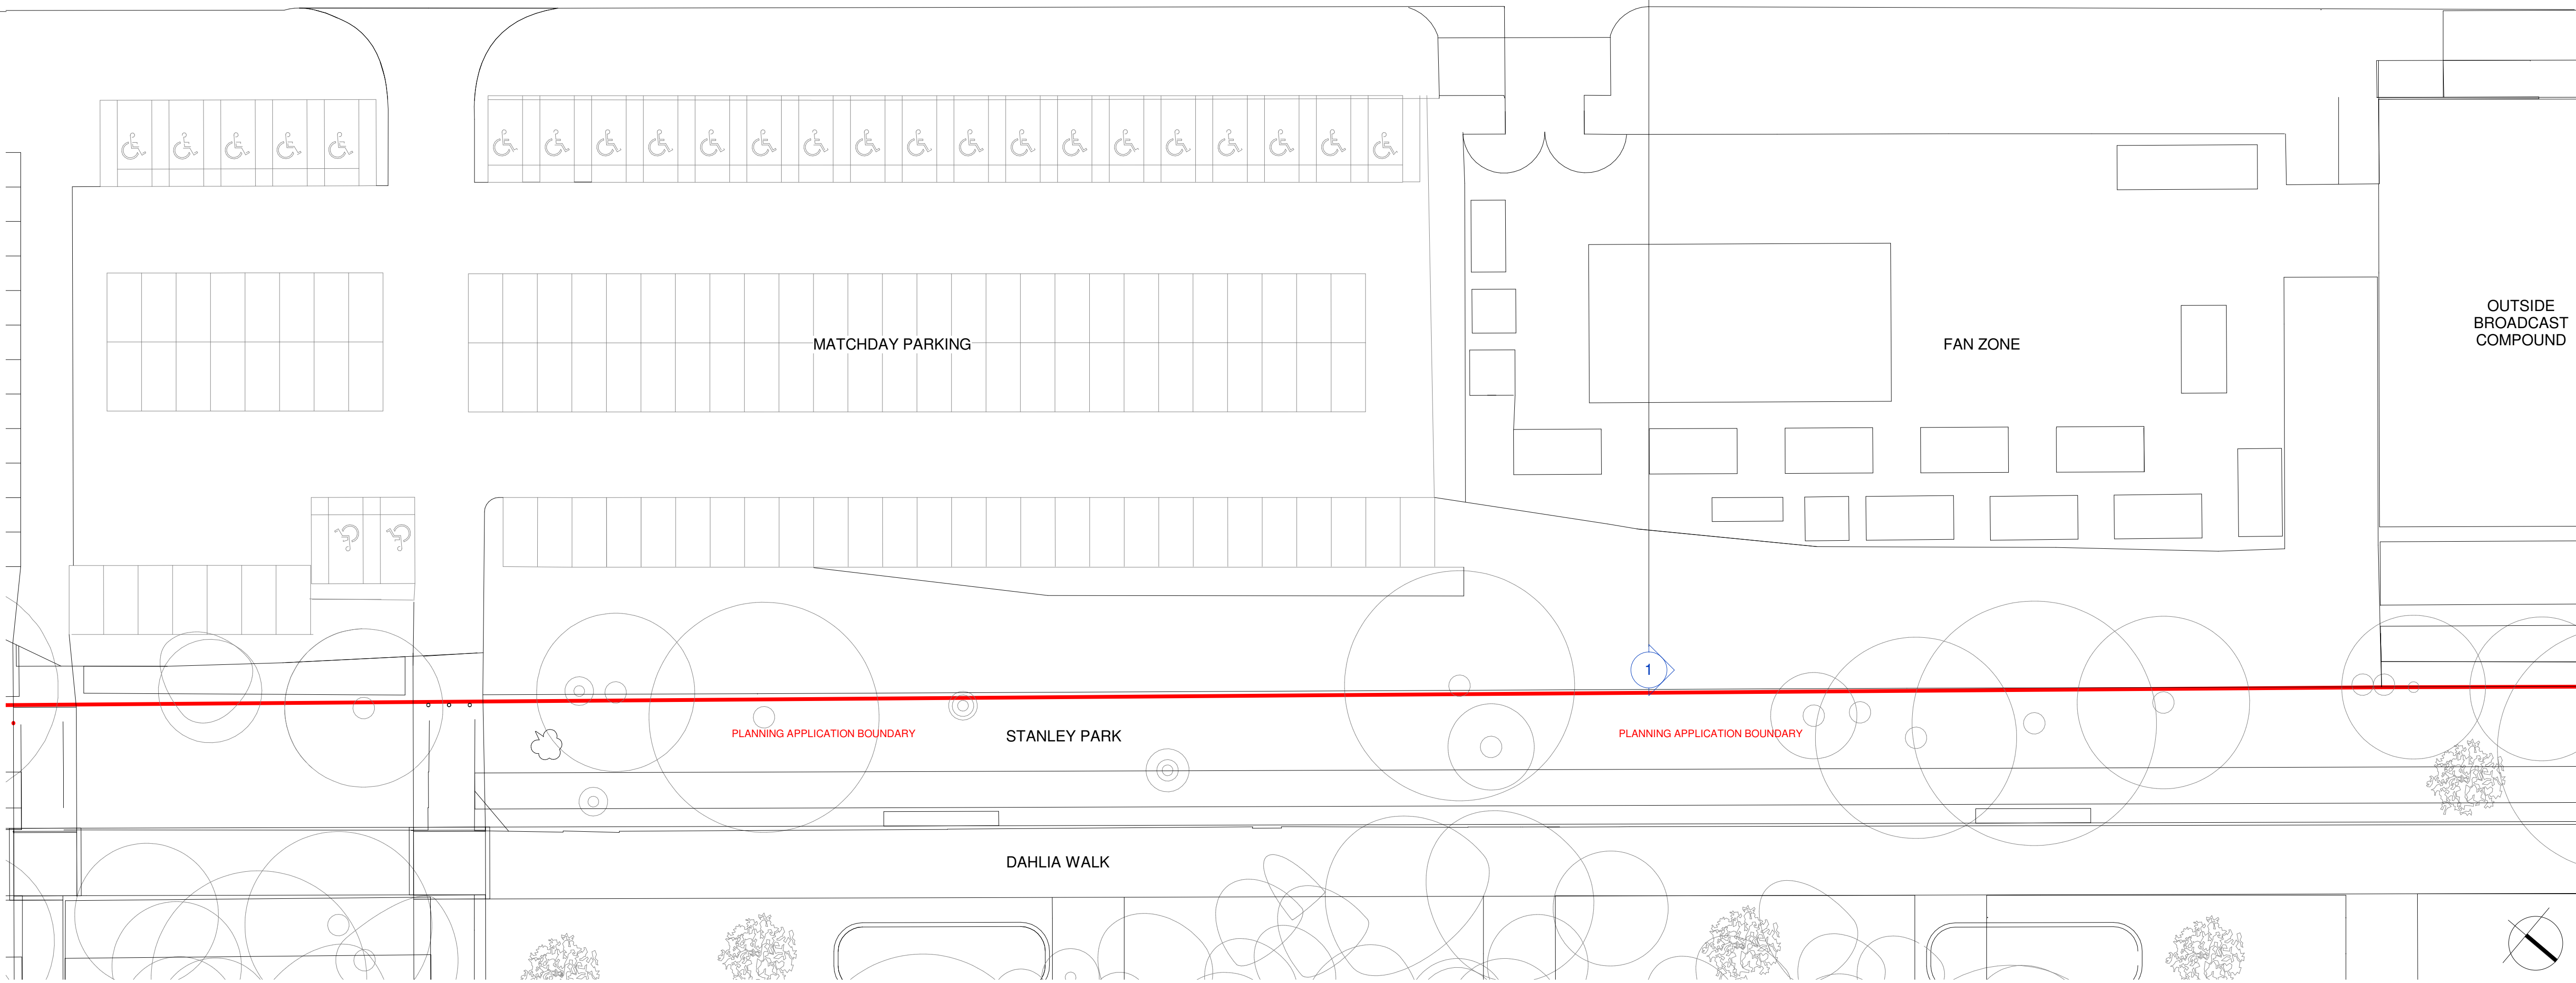 OUTSIDE
BROADCAST
COMPOUND
MATCHDAY PARKING
FAN ZONE
1
PLANNING APPLICATION BOUNDARY
STANLEY PARK
PLANNING APPLICATION BOUNDARY
DAHLIA WALK